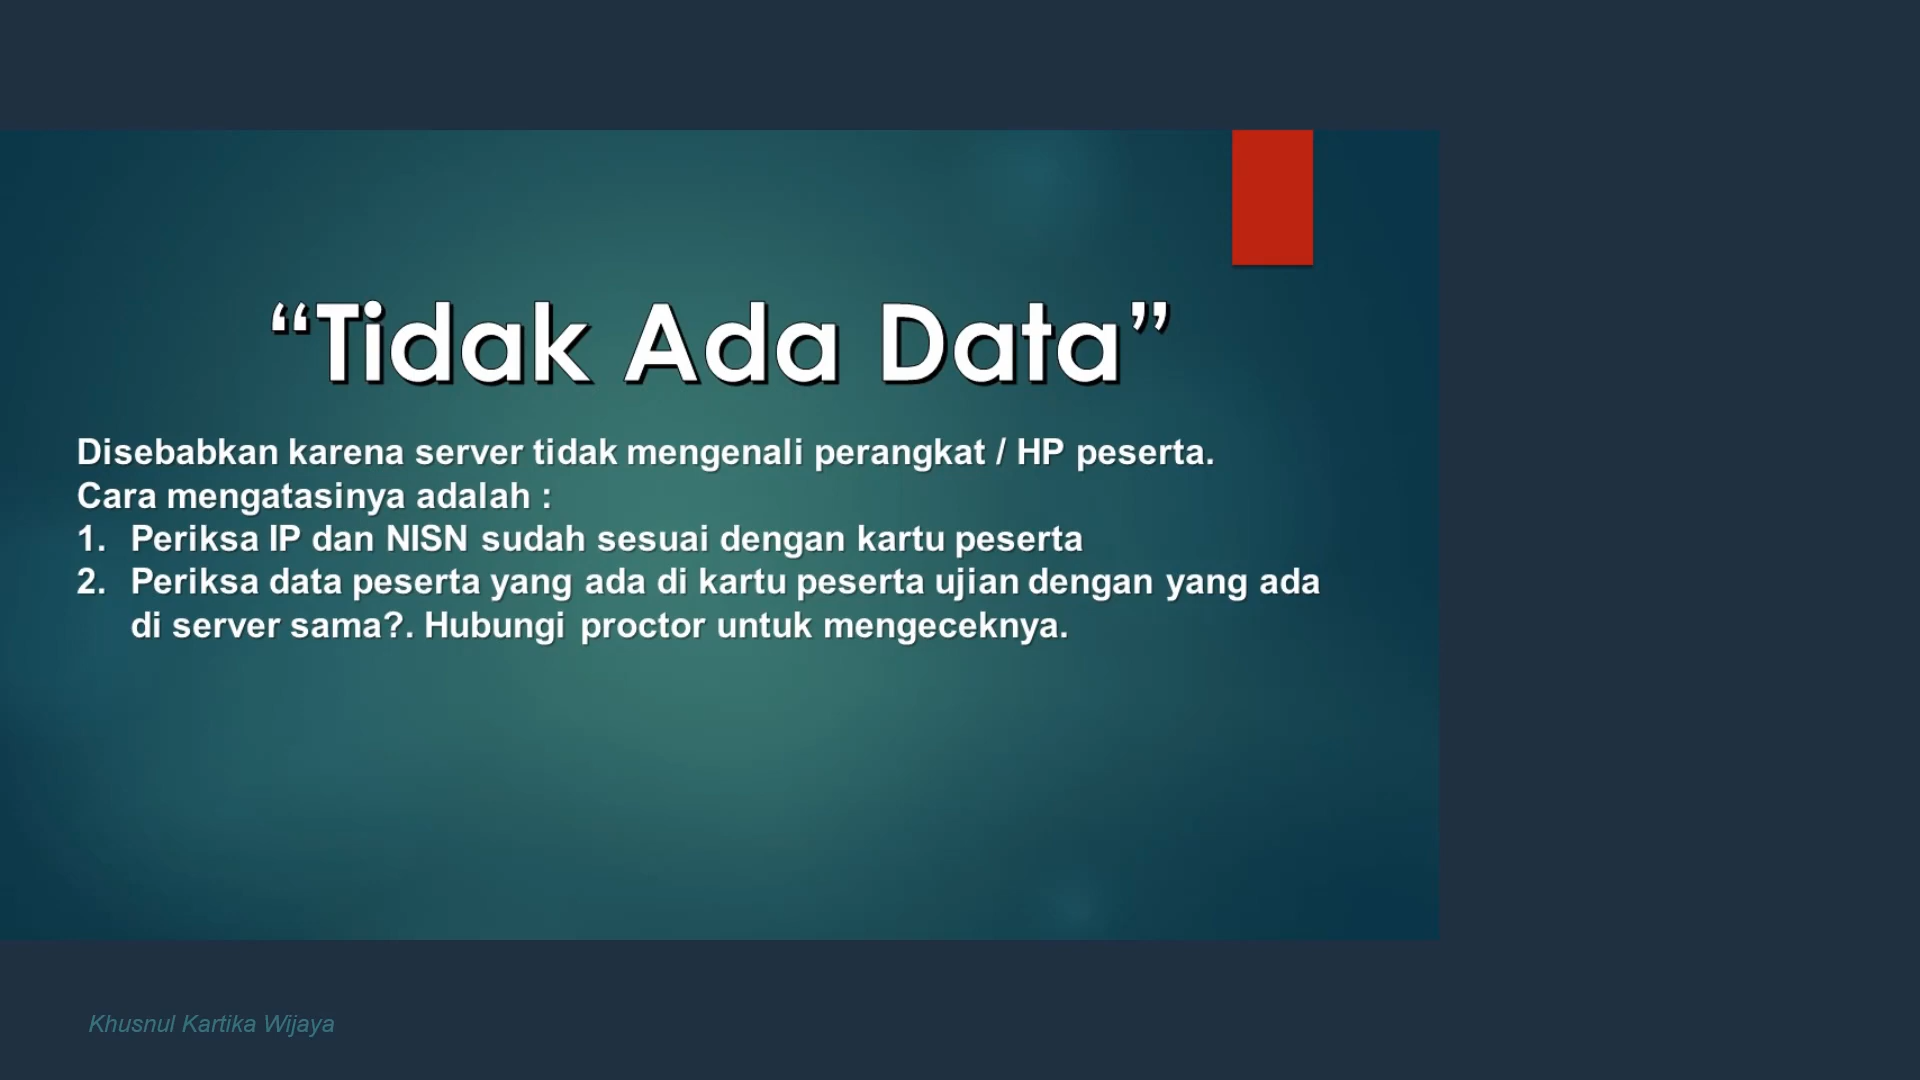 “Tidak Ada Data”
Disebabkan karena server tidak mengenali perangkat / HP peserta.
Cara mengatasinya adalah :
1. Periksa IP dan NISN sudah sesuai dengan kartu peserta
2. Periksa data peserta yang ada di kartu peserta ujian dengan yang ada
di server sama?. Hubungi proctor untuk mengeceknya.
Khusnul Kartika Wijaya